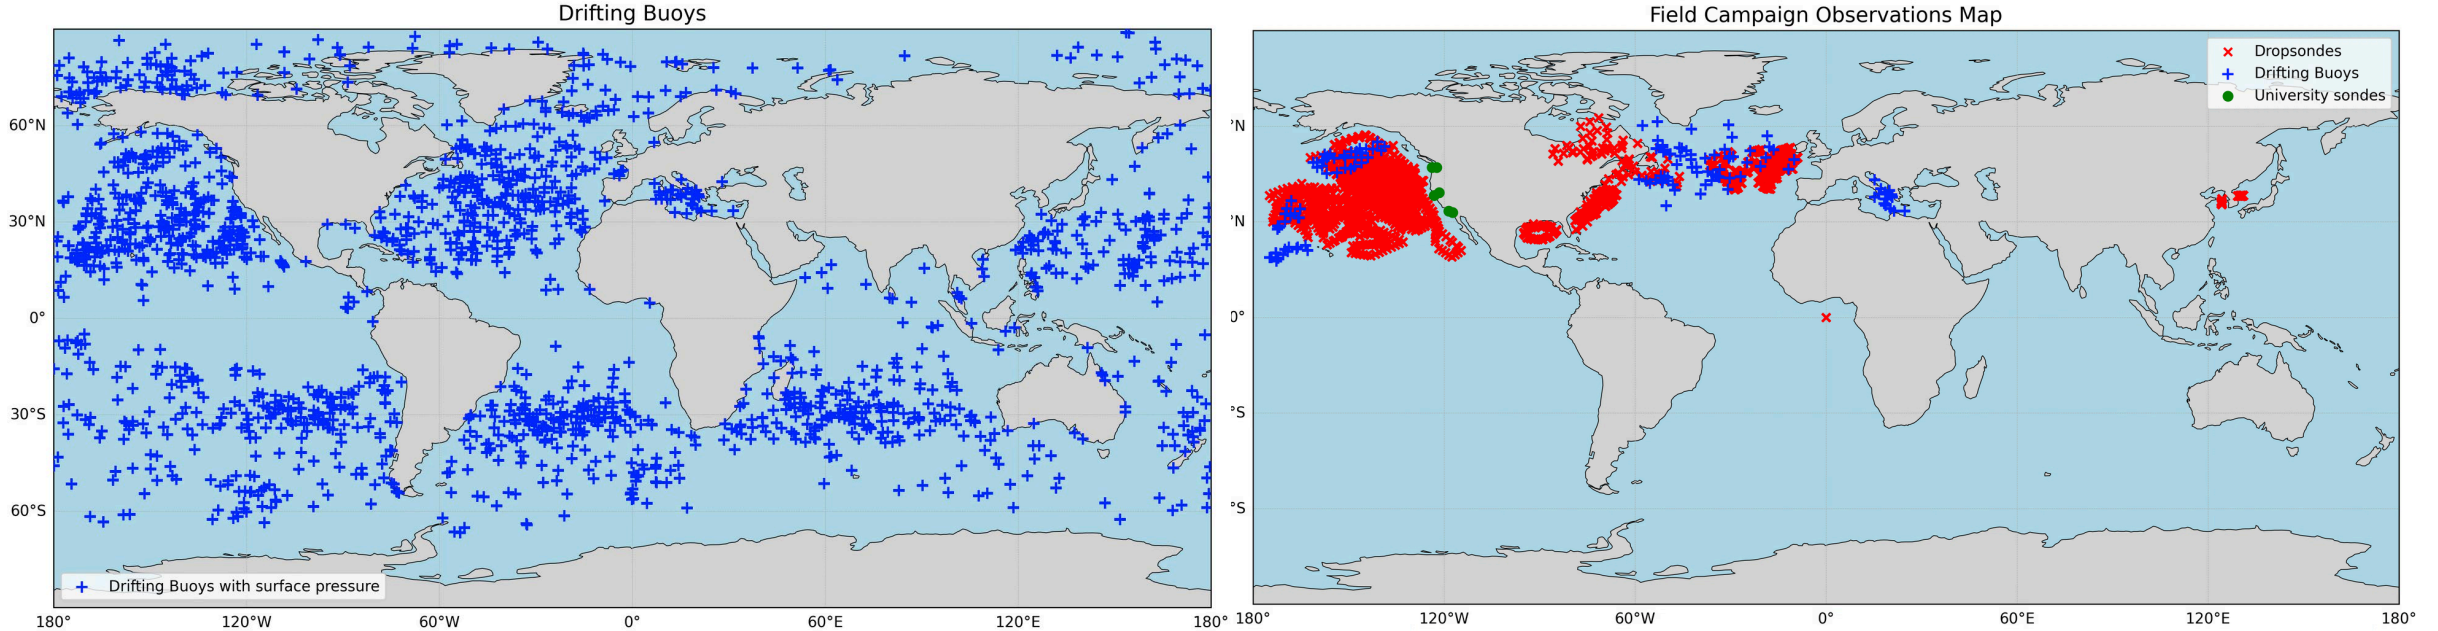 Drifting Buoys
60°N
30°N
0°
30°S
60°S
Drifting Buoys with surface pressure
180° 120°W 60°W 0° 60°E 120°E 180°
Field Campaign Observations Map
Dropsondes
Drifting Buoys
University sondes
°N
°N
0°
°S
°S
180° 120°W 60°W 0° 60°E 120°E 180°